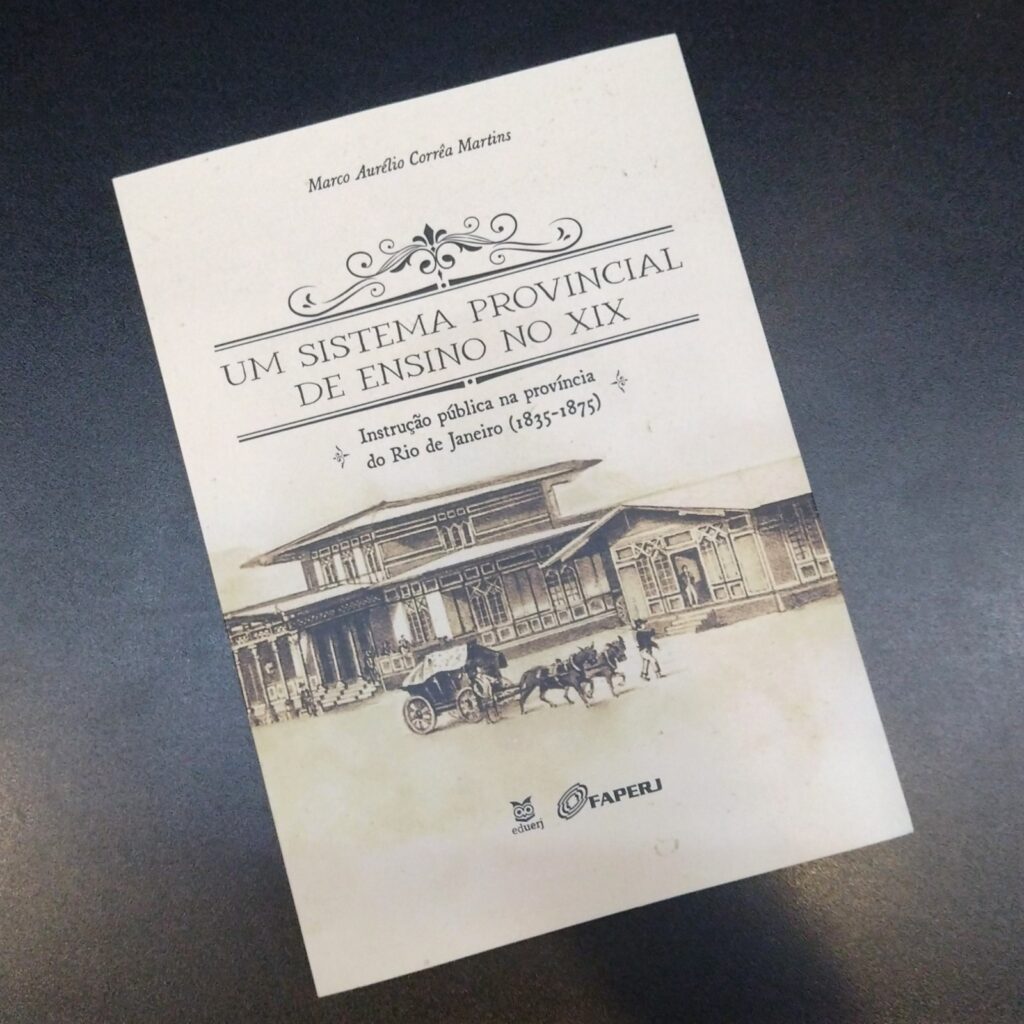 Marco Aurélio Corrêa Martins
UM SISTEMA PROVINCIAL
DE ENSINO NO XIX
Instrução pública na província
do Rio de Janeiro (1835-1875)
eduerj
FAPERJ